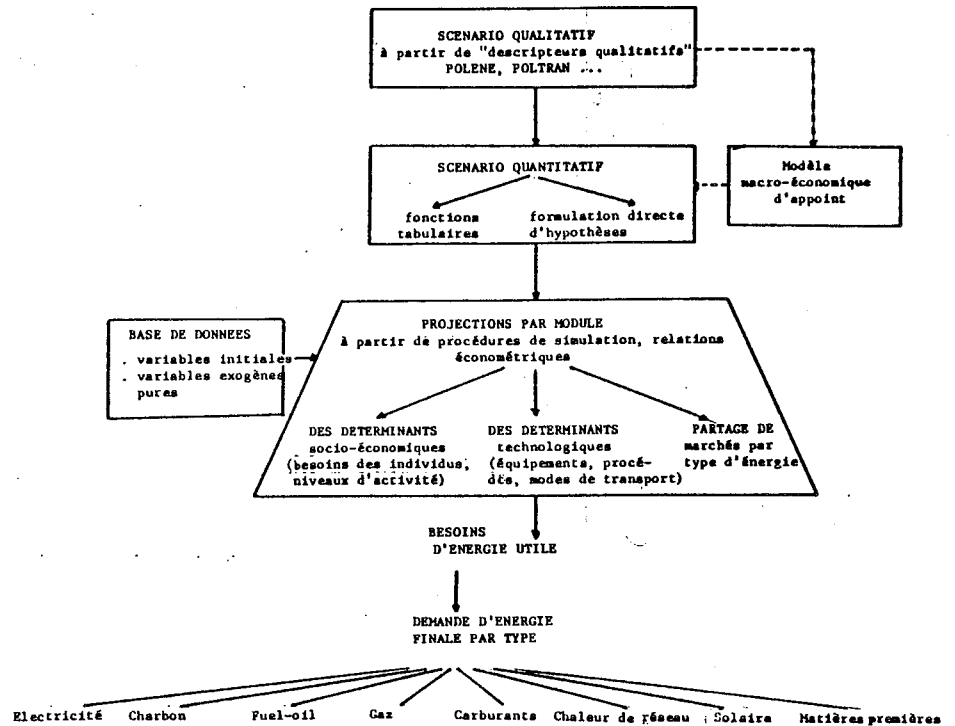 SCENARIO QUALITATIF
à partir de "descripteurs qualitatifs"
POLENE, POLTRAN ...
SCENARIO QUANTITATIF
fonctions
tabulaires
formulation directe
d'hypothèses
Modèla
macro-économique
d'appoint
BASE DE DONNEES
. variables initiales
. variables exogènes
pures
PROJECTIONS PAR MODULE
à partir de procédures de simulation, relations
économétriques
DES DETERMINANTS
socio-économiques
(besoins des individus,
niveaux d'activité)
DES DETERMINANTS
technologiques
(équipements, procé-
dés, modes de transport)
PARTAGE DE
marchés par
type d'énergie
BESOINS
D'ENERGIE UTILE
DEMANDE D'ENERGIE
FINALE PAR TYPE
Electricité Charbon Fuel-oil Gaz Carburants Chaleur de réseau Solaire Matières premières